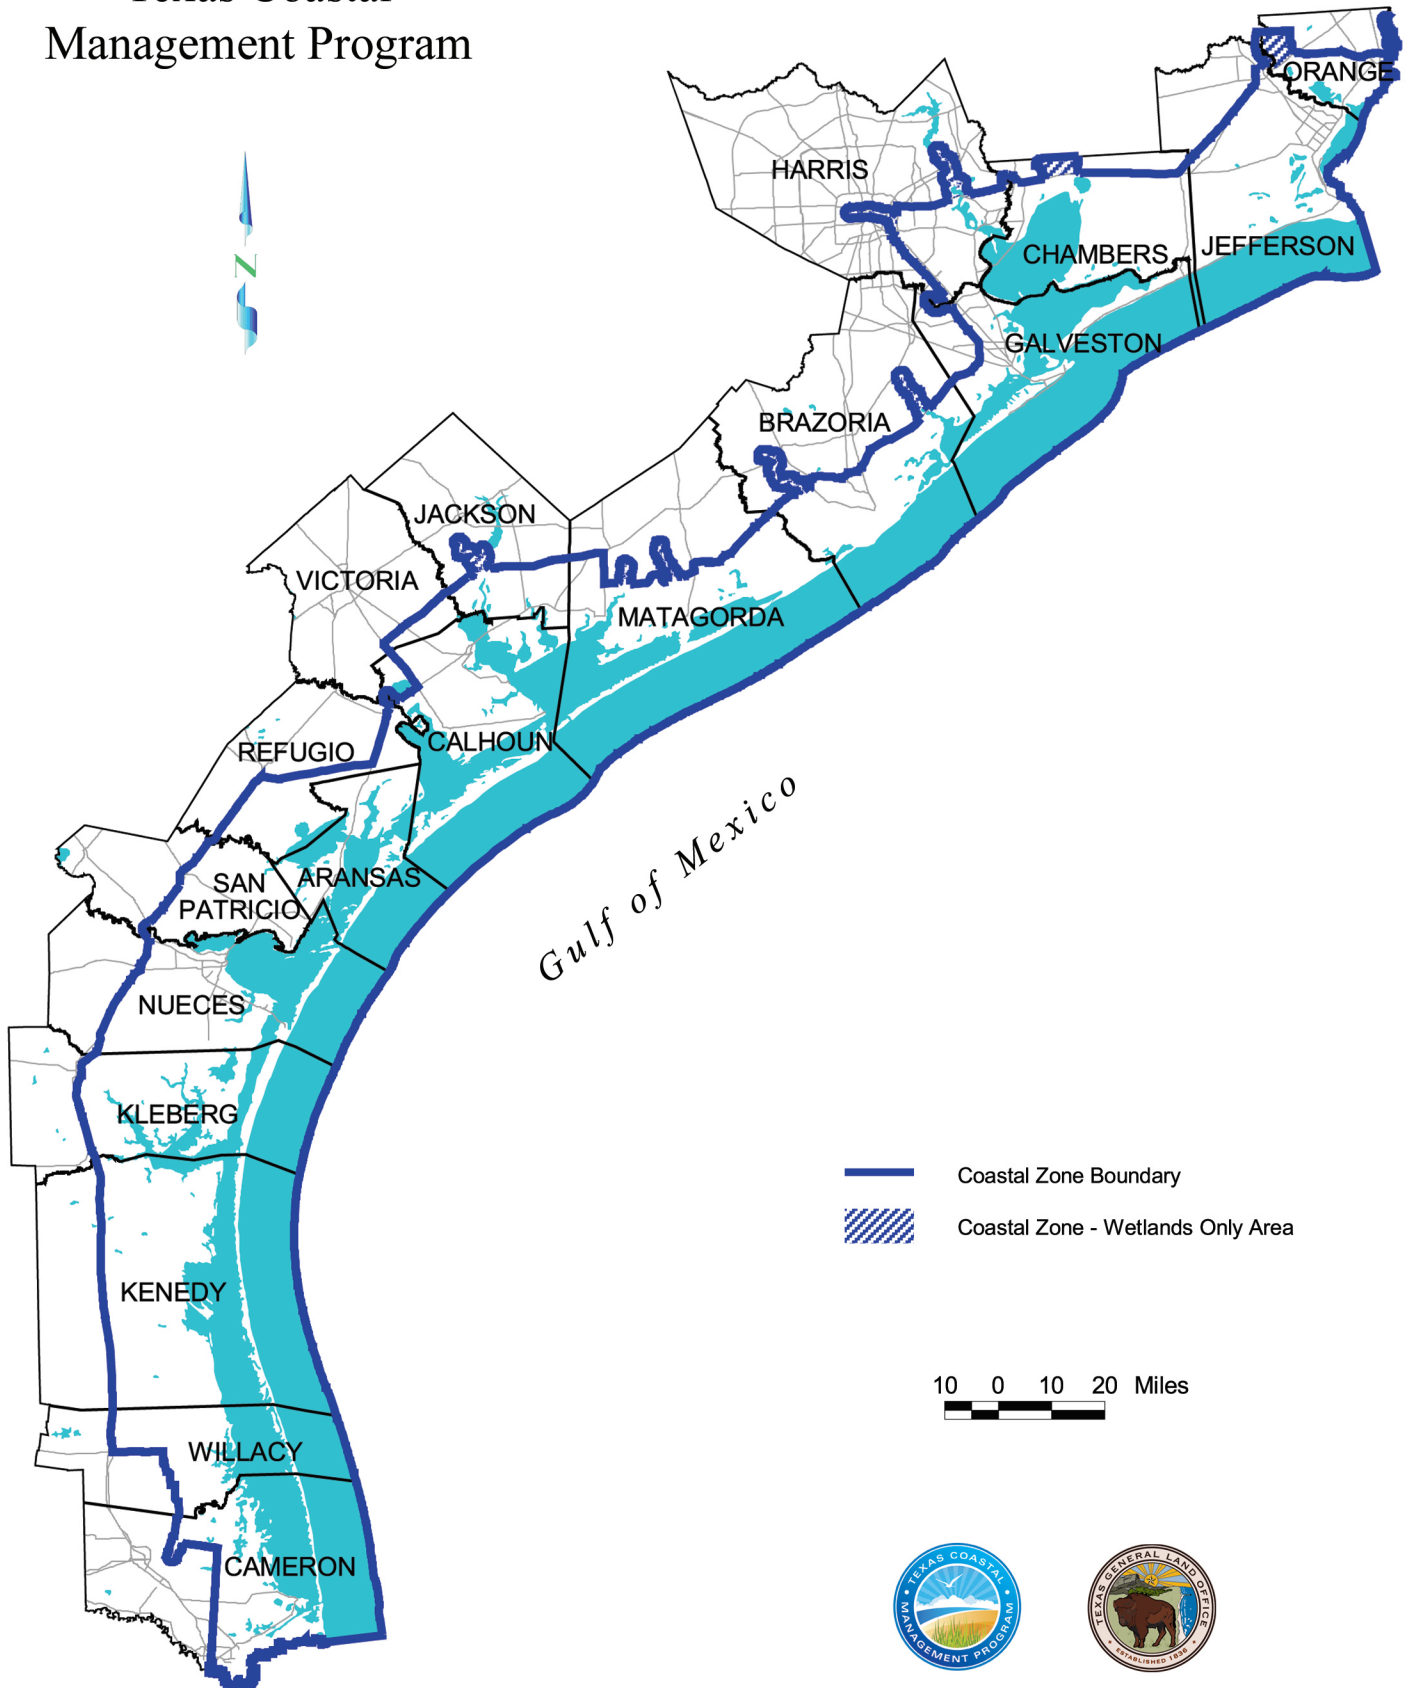 Texas Coastal
Management Program
N
ORANGE
HARRIS
CHAMBERS
JEFFERSON
GALVESTON
BRAZORIA
JACKSON
VICTORIA
MATAGORDA
CALHOUN
REFUGIO
Gulf of Mexico
ARANSAS
SAN
PATRICIO
NUECES
KLEBERG
KENEDY
WILLACY
CAMERON
Coastal Zone Boundary
Coastal Zone - Wetlands Only Area
10 0 10 20 Miles
TEXAS COASTAL
MANAGEMENT PROGRAM
TEXAS GENERAL LAND OFFICE
ESTABLISHED 1836